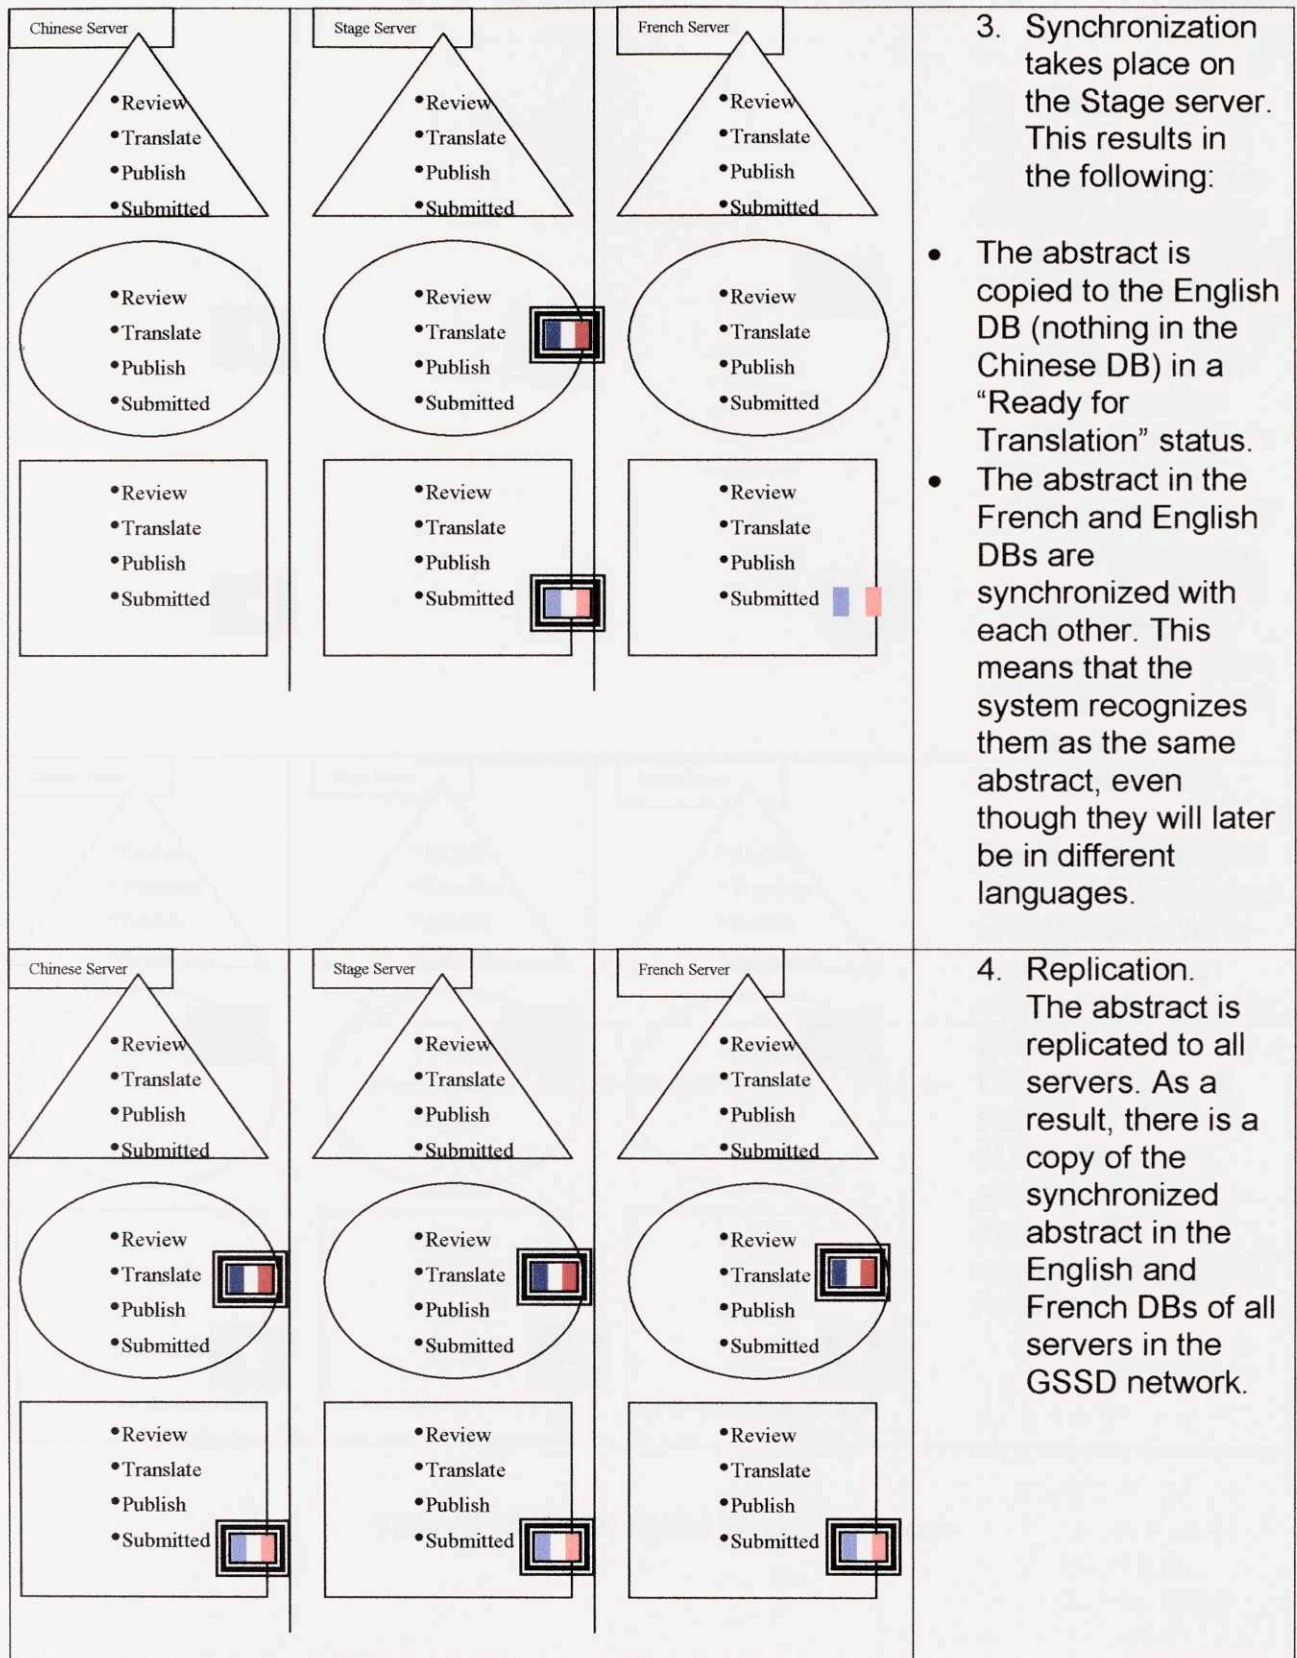 Chinese Server
•Review
•Translate
•Publish
•Submitted
•Review
•Translate
•Publish
•Submitted
•Review
•Translate
•Publish
•Submitted
Stage Server
•Review
•Translate
•Publish
•Submitted
•Review
•Translate
•Publish
•Submitted
•Review
•Translate
•Publish
•Submitted
French Server
•Review
•Translate
•Publish
•Submitted
•Review
•Translate
•Publish
•Submitted
•Review
•Translate
•Publish
•Submitted
3. Synchronization
takes place on
the Stage server.
This results in
the following:
• The abstract is
copied to the English
DB (nothing in the
Chinese DB) in a
“Ready for
Translation” status.
• The abstract in the
French and English
DBs are
synchronized with
each other. This
means that the
system recognizes
them as the same
abstract, even
though they will later
be in different
languages.
Chinese Server
•Review
•Translate
•Publish
•Submitted
•Review
•Translate
•Publish
•Submitted
•Review
•Translate
•Publish
•Submitted
Stage Server
•Review
•Translate
•Publish
•Submitted
•Review
•Translate
•Publish
•Submitted
•Review
•Translate
•Publish
•Submitted
French Server
•Review
•Translate
•Publish
•Submitted
•Review
•Translate
•Publish
•Submitted
•Review
•Translate
•Publish
•Submitted
4. Replication.
The abstract is
replicated to all
servers. As a
result, there is a
copy of the
synchronized
abstract in the
English and
French DBs of all
servers in the
GSSD network.